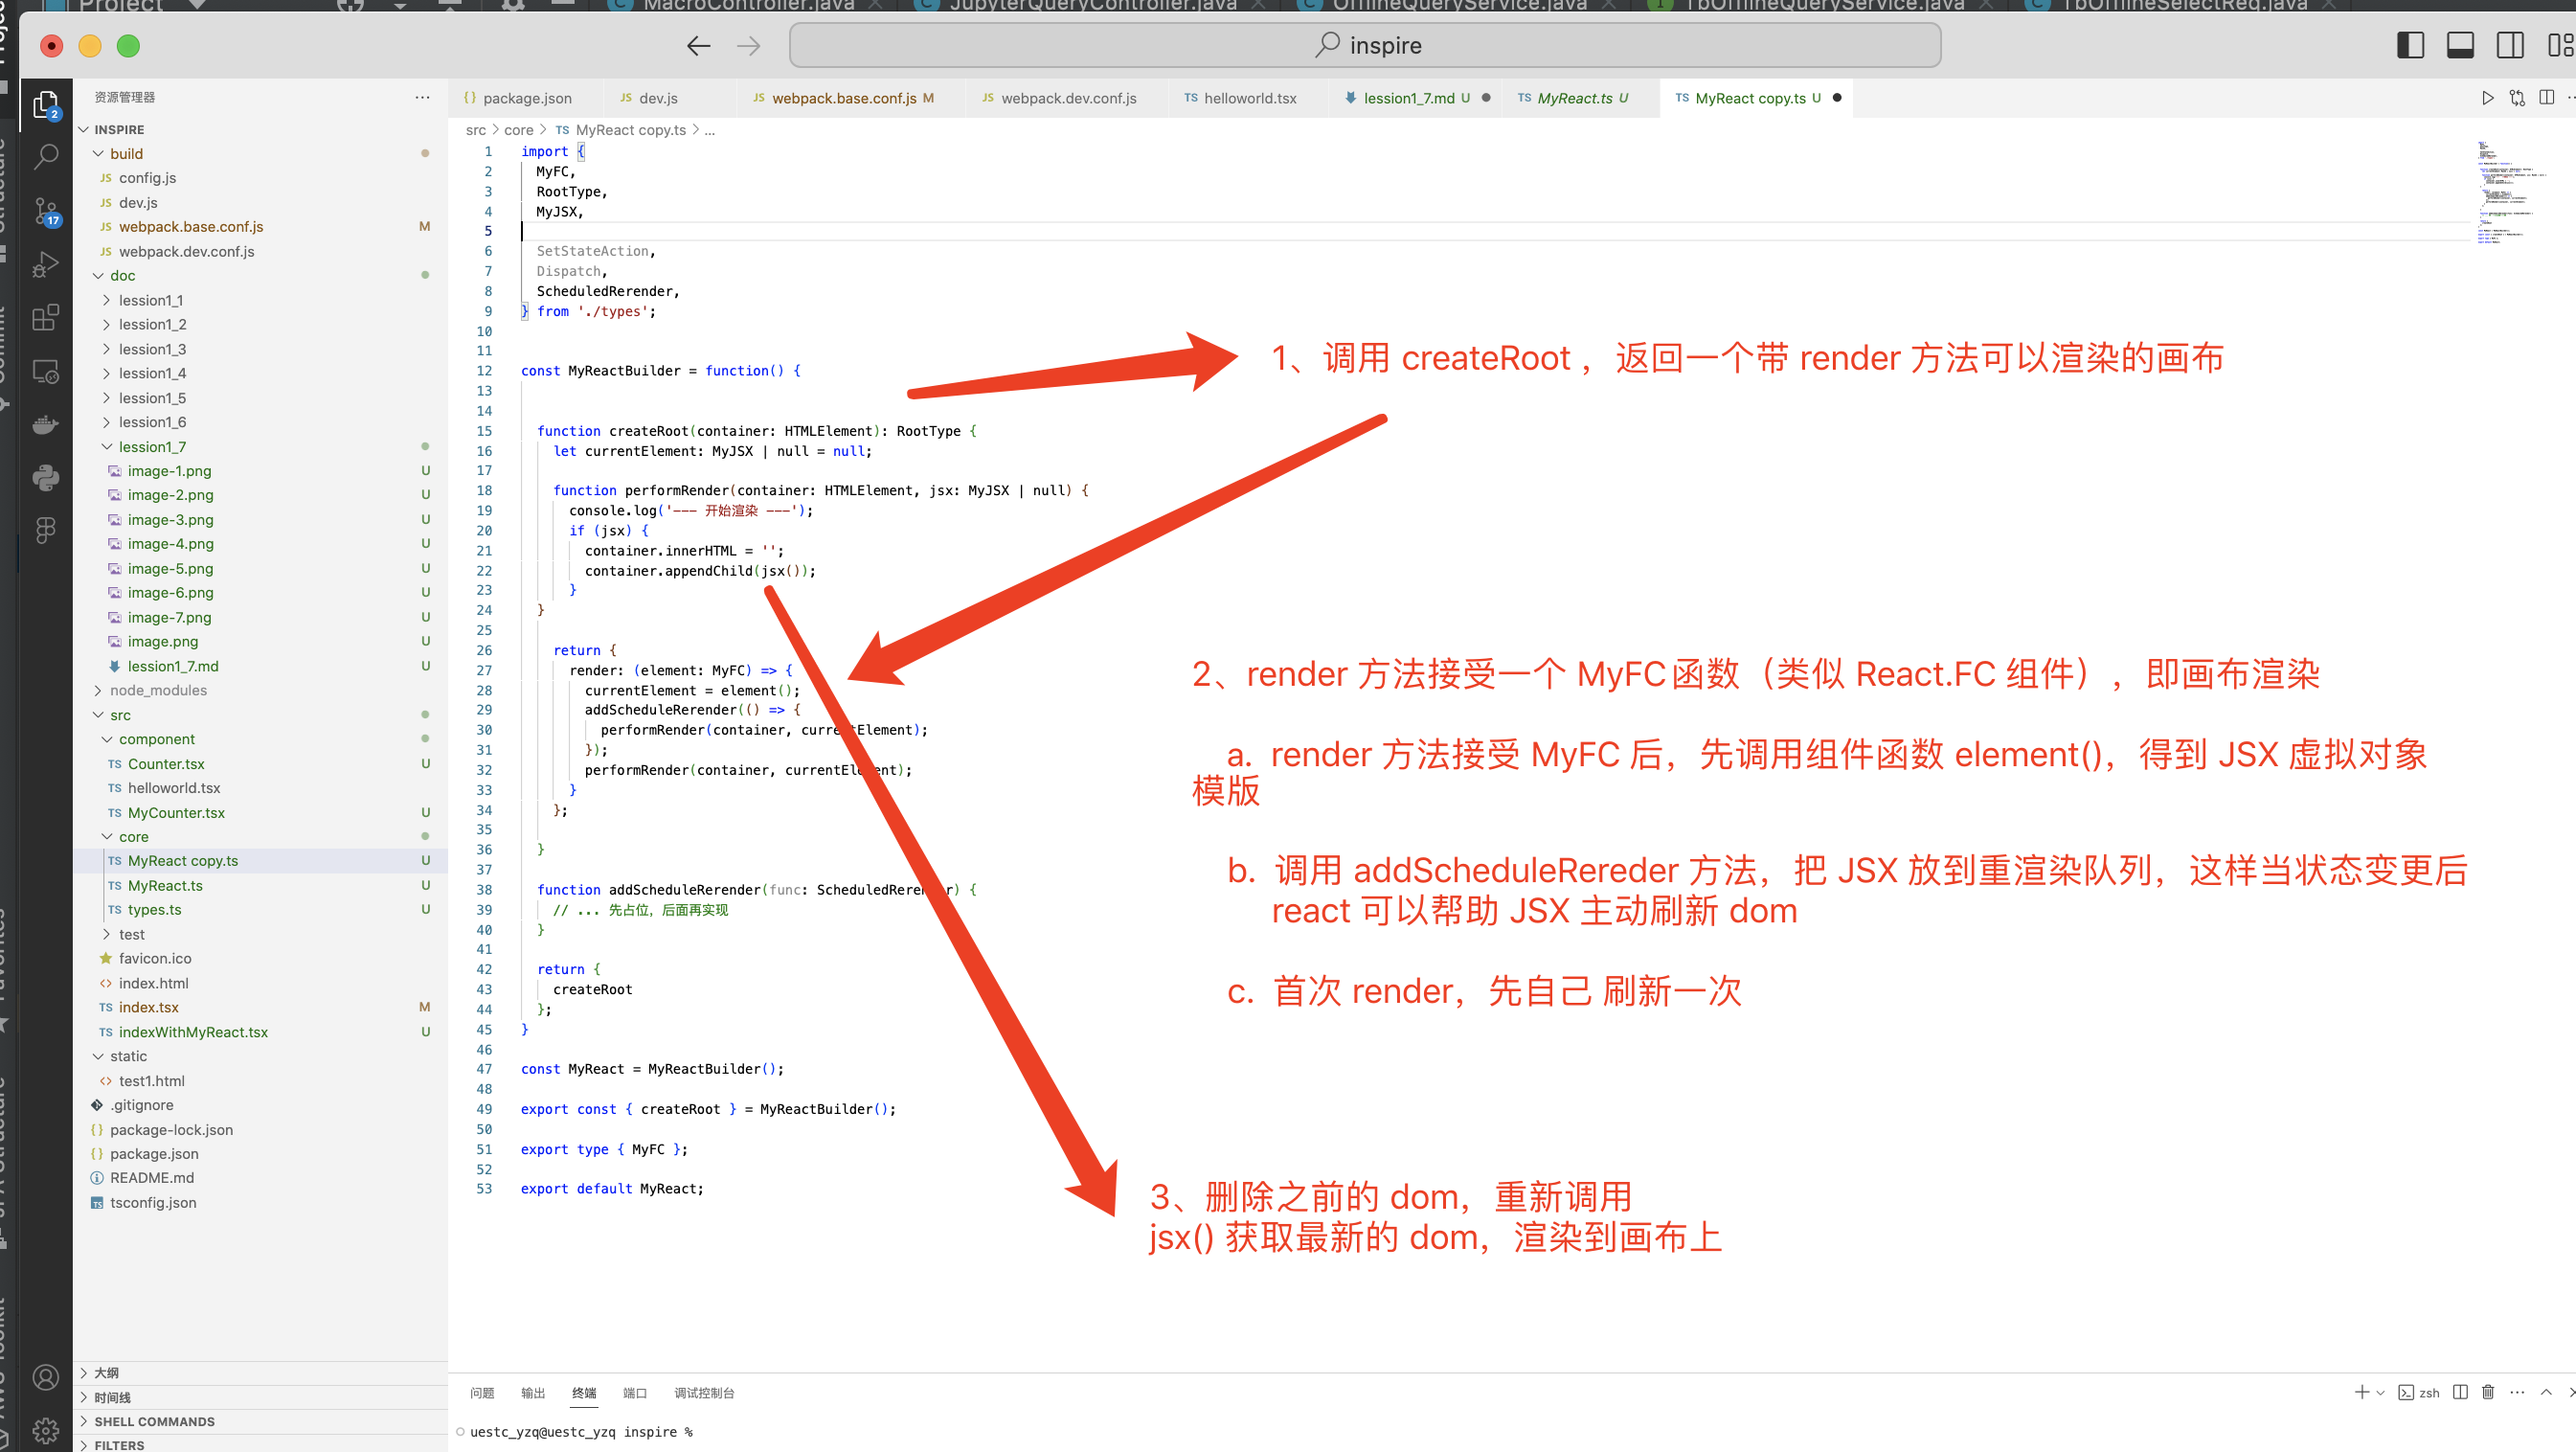 Project
MacroController.java
JupyterQueryController.java
OfflineQueryService.java
TbOfflineQueryService.java
TbOfflineSelectReq.java
inspire
资源管理器
package.json
dev.js
webpack.base.conf.js M
webpack.dev.conf.js
helloworld.tsx
lession1_7.md U
MyReact.ts U
MyReact copy.ts U
src > core > TS MyReact copy.ts > ...
INSPIRE
build
JS config.js
JS dev.js
JS webpack.base.conf.js M
JS webpack.dev.conf.js
doc
lession1_1
lession1_2
lession1_3
lession1_4
lession1_5
lession1_6
lession1_7
image-1.png U
image-2.png U
image-3.png U
image-4.png U
image-5.png U
image-6.png U
image-7.png U
image.png U
lession1_7.md U
node_modules
src
component
TS Counter.tsx U
TS helloworld.tsx
TS MyCounter.tsx U
core
TS MyReact copy.ts U
TS MyReact.ts U
TS types.ts U
test
favicon.ico
index.html
TS index.tsx M
TS indexWithMyReact.tsx U
static
test1.html
.gitignore
package-lock.json
package.json
README.md
tsconfig.json
大纲
时间线
SHELL COMMANDS
FILTERS
2
17
1 import {
2 MyFC,
3 RootType,
4 MyJSX,
5
6 SetStateAction,
7 Dispatch,
8 ScheduledRerender,
9 } from './types';
10
11
12 const MyReactBuilder = function() {
13
14
15 function createRoot(container: HTMLElement): RootType {
16 let currentElement: MyJSX | null = null;
17
18 function performRender(container: HTMLElement, jsx: MyJSX | null) {
19 console.log('--- 开始渲染 ---');
20 if (jsx) {
21 container.innerHTML = '';
22 container.appendChild(jsx());
23 }
24 }
25
26 return {
27 render: (element: MyFC) => {
28 currentElement = element();
29 addScheduleRerender(() => {
30 performRender(container, currentElement);
31 });
32 performRender(container, currentElement);
33 }
34 };
35
36 }
37
38 function addScheduleRerender(func: ScheduledRerender) {
39 // ... 先占位，后面再实现
40 }
41
42 return {
43 createRoot
44 };
45 }
46
47 const MyReact = MyReactBuilder();
48
49 export const { createRoot } = MyReactBuilder();
50
51 export type { MyFC };
52
53 export default MyReact;
1、调用 createRoot ，返回一个带 render 方法可以渲染的画布
2、render 方法接受一个 MyFC函数（类似 React.FC 组件），即画布渲染
a. render 方法接受 MyFC 后，先调用组件函数 element()，得到 JSX 虚拟对象
模版
b. 调用 addScheduleRereder 方法，把 JSX 放到重渲染队列，这样当状态变更后
react 可以帮助 JSX 主动刷新 dom
c. 首次 render，先自己 刷新一次
3、删除之前的 dom，重新调用
jsx() 获取最新的 dom，渲染到画布上
问题 输出 终端 端口 调试控制台
zsh
uestc_yzq@uestc_yzq inspire %